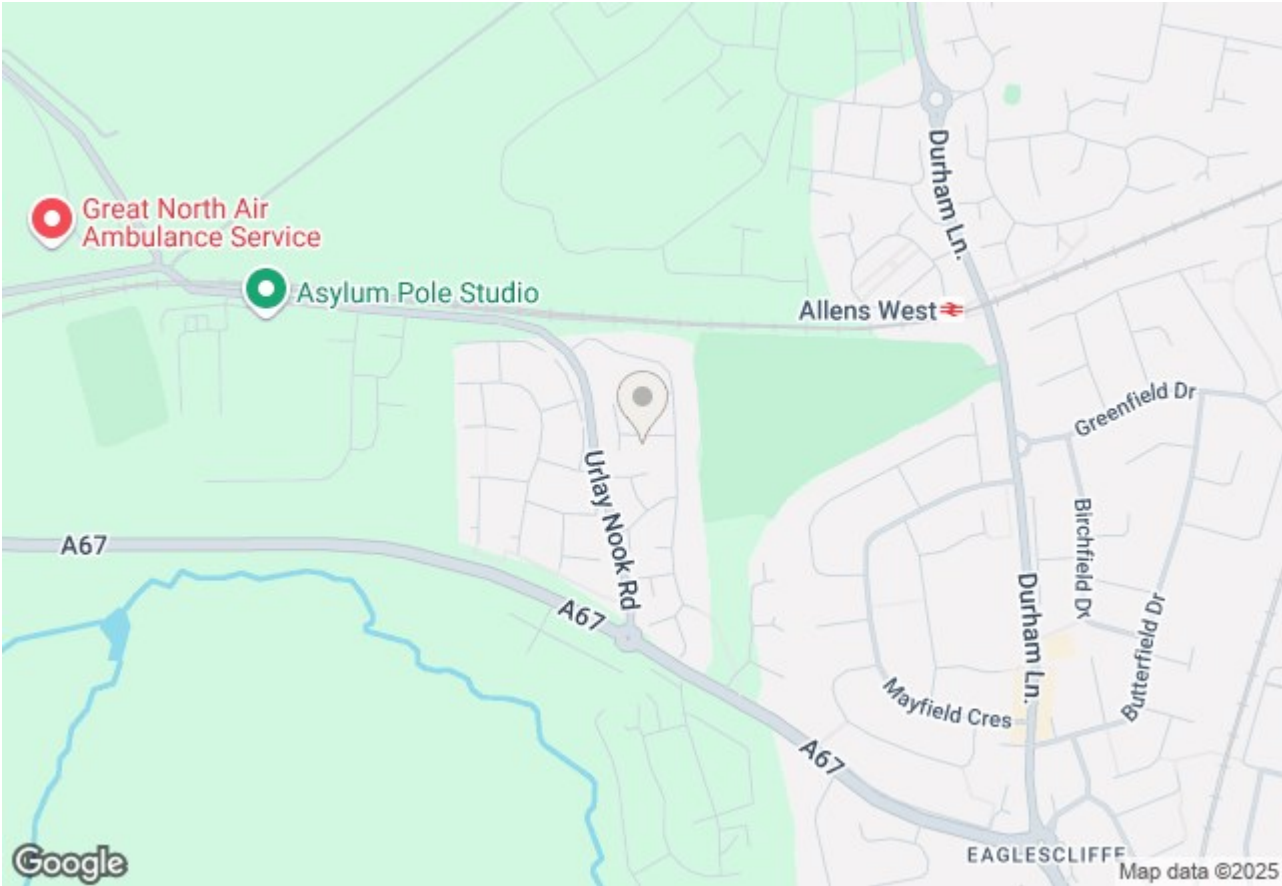 Durham Ln.
Great North Air
Ambulance Service
Asylum Pole Studio
Allens West
Greenfield Dr
Urlay Nook Rd
Birchfield Dr
A67
A67
Durham Ln.
Butterfield Dr
Mayfield Cres
A67
EAGLESCLIFFE
Google
Map data ©2025